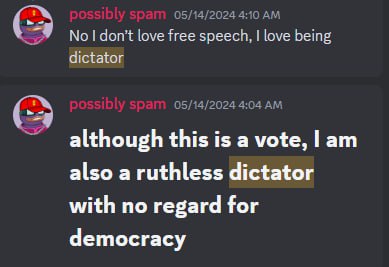 possibly spam 05/14/2024 4:10 AM
No I don’t love free speech, I love being
dictator
possibly spam 05/14/2024 4:04 AM
although this is a vote, I am
also a ruthless dictator
with no regard for
democracy